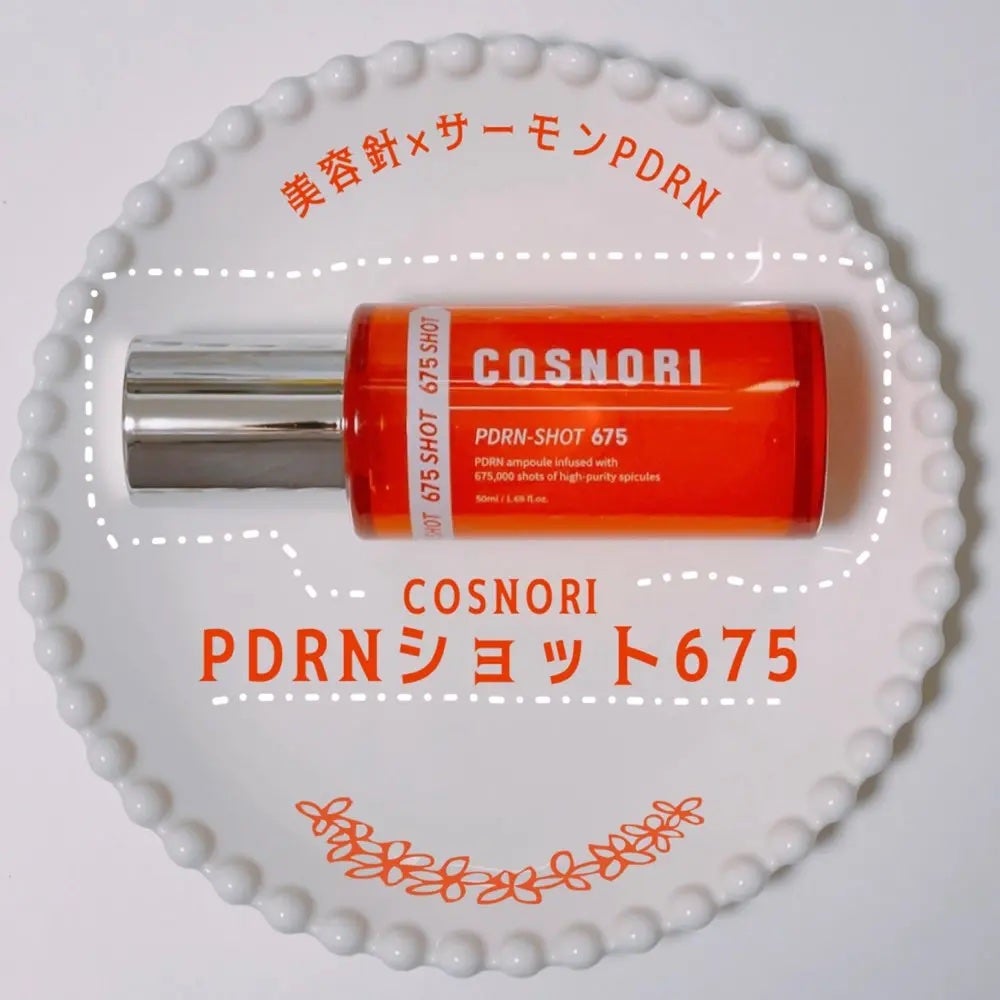 美容針×サーモンPDRN
675 SHOT 675 SHOT 675 SHOT
COSNORI
PDRN-SHOT 675
PDRN ampoule infused with
675,000 shots of high-purity spicules
50ml / 1.69 fl.oz.
COSNORI
PDRNショット675